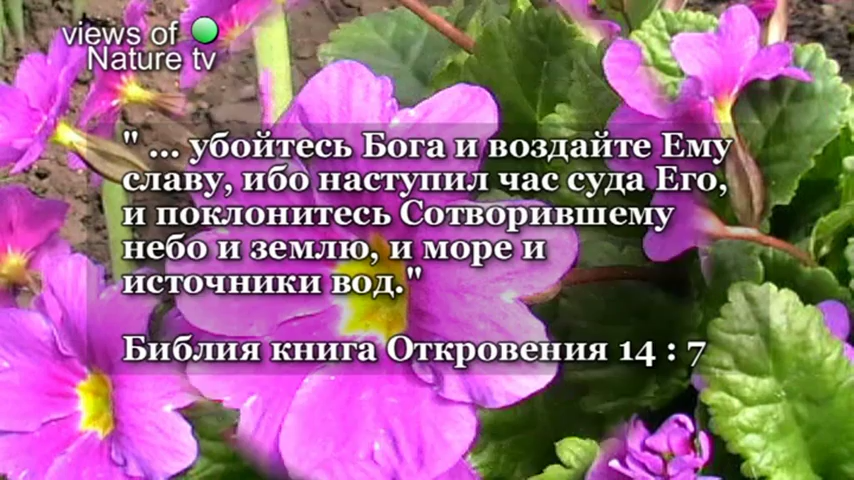 views of
Nature tv
" ... убойтесь Бога и воздайте Ему
славу, ибо наступил час суда Его,
и поклонитесь Сотворившему
небо и землю, и море и
источники вод."
Библия книга Откровения 14 : 7